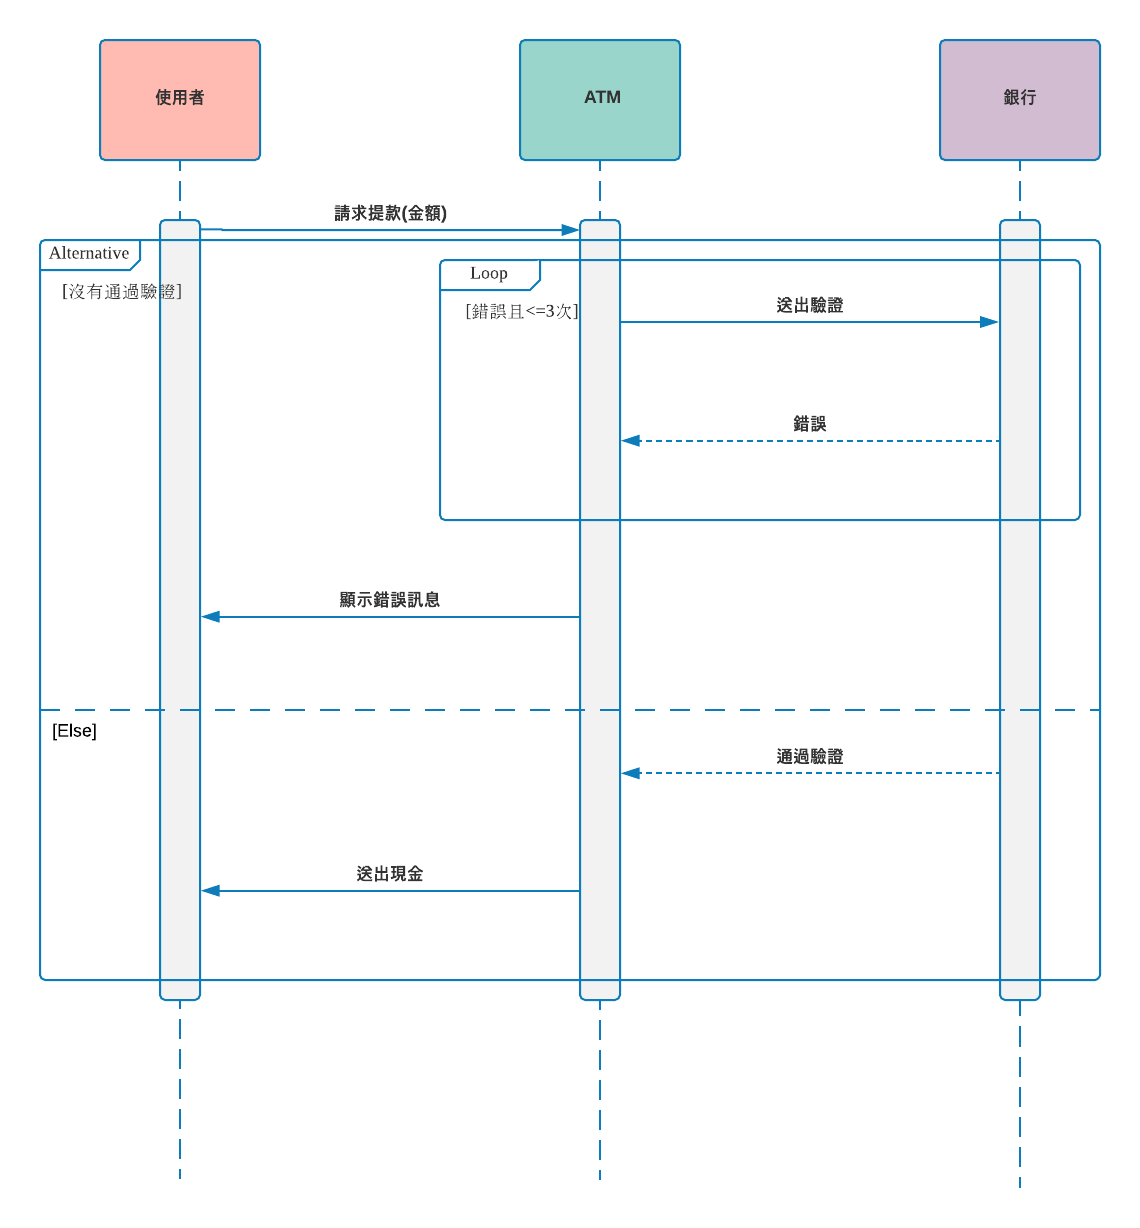 使用者
ATM
銀行
請求提款(金額)
Alternative
[沒有通過驗證]
Loop
[錯誤且<=3次]
送出驗證
錯誤
顯示錯誤訊息
[Else]
通過驗證
送出現金